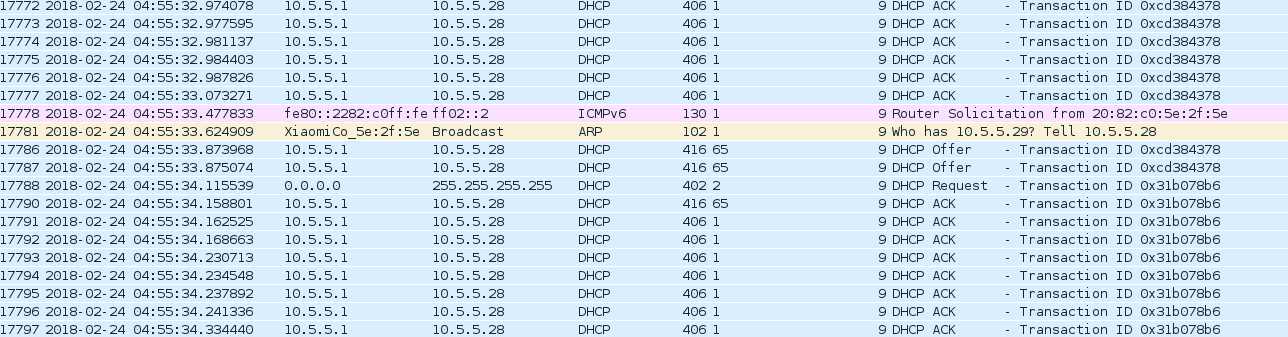 17772 2018-02-24 04:55:32.974078 10.5.5.1 10.5.5.28 DHCP 406 1 9 DHCP ACK - Transaction ID 0xcd384378
17773 2018-02-24 04:55:32.977595 10.5.5.1 10.5.5.28 DHCP 406 1 9 DHCP ACK - Transaction ID 0xcd384378
17774 2018-02-24 04:55:32.981137 10.5.5.1 10.5.5.28 DHCP 406 1 9 DHCP ACK - Transaction ID 0xcd384378
17775 2018-02-24 04:55:32.984403 10.5.5.1 10.5.5.28 DHCP 406 1 9 DHCP ACK - Transaction ID 0xcd384378
17776 2018-02-24 04:55:32.987826 10.5.5.1 10.5.5.28 DHCP 406 1 9 DHCP ACK - Transaction ID 0xcd384378
17777 2018-02-24 04:55:33.073271 10.5.5.1 10.5.5.28 DHCP 406 1 9 DHCP ACK - Transaction ID 0xcd384378
17778 2018-02-24 04:55:33.477833 fe80::2282:c0ff:fe ff02::2 ICMPv6 130 1 9 Router Solicitation from 20:82:c0:5e:2f:5e
17781 2018-02-24 04:55:33.624909 XiaomiCo_5e:2f:5e Broadcast ARP 102 1 9 Who has 10.5.5.29? Tell 10.5.5.28
17786 2018-02-24 04:55:33.873968 10.5.5.1 10.5.5.28 DHCP 416 65 9 DHCP Offer - Transaction ID 0xcd384378
17787 2018-02-24 04:55:33.875074 10.5.5.1 10.5.5.28 DHCP 416 65 9 DHCP Offer - Transaction ID 0xcd384378
17788 2018-02-24 04:55:34.115539 0.0.0.0 255.255.255.255 DHCP 402 2 9 DHCP Request - Transaction ID 0x31b078b6
17790 2018-02-24 04:55:34.158801 10.5.5.1 10.5.5.28 DHCP 416 65 9 DHCP ACK - Transaction ID 0x31b078b6
17791 2018-02-24 04:55:34.162525 10.5.5.1 10.5.5.28 DHCP 406 1 9 DHCP ACK - Transaction ID 0x31b078b6
17792 2018-02-24 04:55:34.168663 10.5.5.1 10.5.5.28 DHCP 406 1 9 DHCP ACK - Transaction ID 0x31b078b6
17793 2018-02-24 04:55:34.230713 10.5.5.1 10.5.5.28 DHCP 406 1 9 DHCP ACK - Transaction ID 0x31b078b6
17794 2018-02-24 04:55:34.234548 10.5.5.1 10.5.5.28 DHCP 406 1 9 DHCP ACK - Transaction ID 0x31b078b6
17795 2018-02-24 04:55:34.237892 10.5.5.1 10.5.5.28 DHCP 406 1 9 DHCP ACK - Transaction ID 0x31b078b6
17796 2018-02-24 04:55:34.241336 10.5.5.1 10.5.5.28 DHCP 406 1 9 DHCP ACK - Transaction ID 0x31b078b6
17797 2018-02-24 04:55:34.334440 10.5.5.1 10.5.5.28 DHCP 406 1 9 DHCP ACK - Transaction ID 0x31b078b6